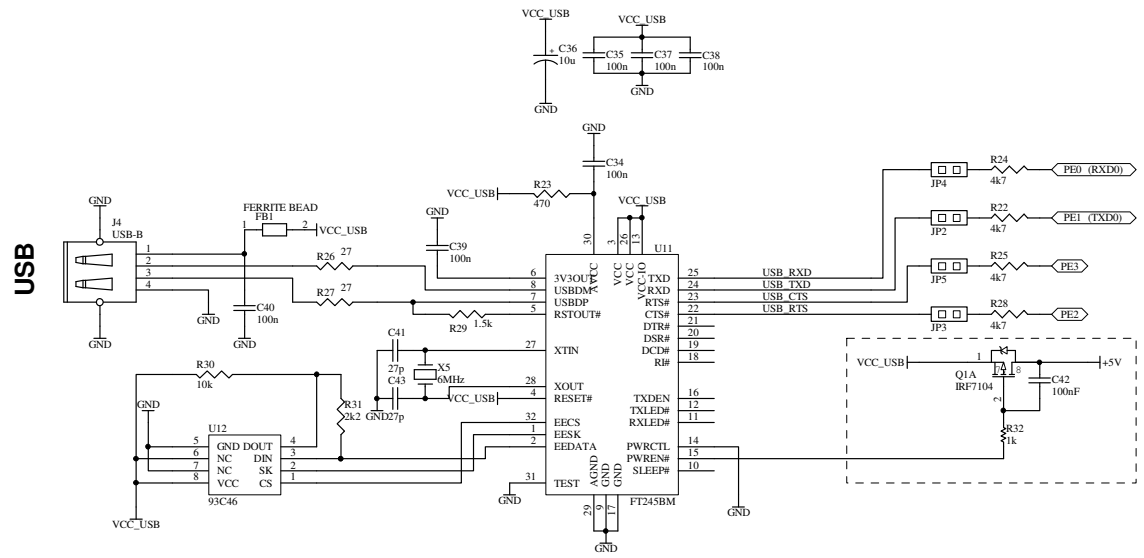 VCC_USB
C36
10u
GND
VCC_USB
C35
100n
C37
100n
C38
100n
GND
USB
GND
J4
USB-B
1
2
3
4
GND
FERRITE BEAD
FB1
1
2
VCC_USB
R26
27
R27
27
GND
C40
100n
GND
GND
C39
100n
R29
1.5k
GND
C34
100n
VCC_USB
R23
470
VCC_USB
C41
27p
C43
27p
GND
X5
6MHz
VCC_USB
R30
10k
R31
2k2
GND
U12
5 GND DOUT 4
6 NC DIN 3
7 NC SK 2
8 VCC CS 1
93C46
VCC_USB
U11
30 AVCC
3 VCC
26 VCC
13 VCC-IO
6 3V3OUT
8 USBDM
7 USBDP
5 RSTOUT#
27 XTIN
28 XOUT
4 RESET#
32 EECS
1 EESK
2 EEDATA
31 TEST
GND
TXD 25
RXD 24
RTS# 23
CTS# 22
DTR# 21
DSR# 20
DCD# 19
RI# 18
TXDEN 16
TXLED# 12
RXLED# 11
PWRCTL 14
PWREN# 15
SLEEP# 10
AGND 29
GND 9
GND 17
FT245BM
GND
GND
USB_RXD
USB_TXD
USB_CTS
USB_RTS
JP4
R24
4k7
PE0 (RXD0)
JP2
R22
4k7
PE1 (TXD0)
JP5
R25
4k7
PE3
JP3
R28
4k7
PE2
VCC_USB
1
7
8
2
Q1A
IRF7104
+5V
C42
100nF
R32
1k